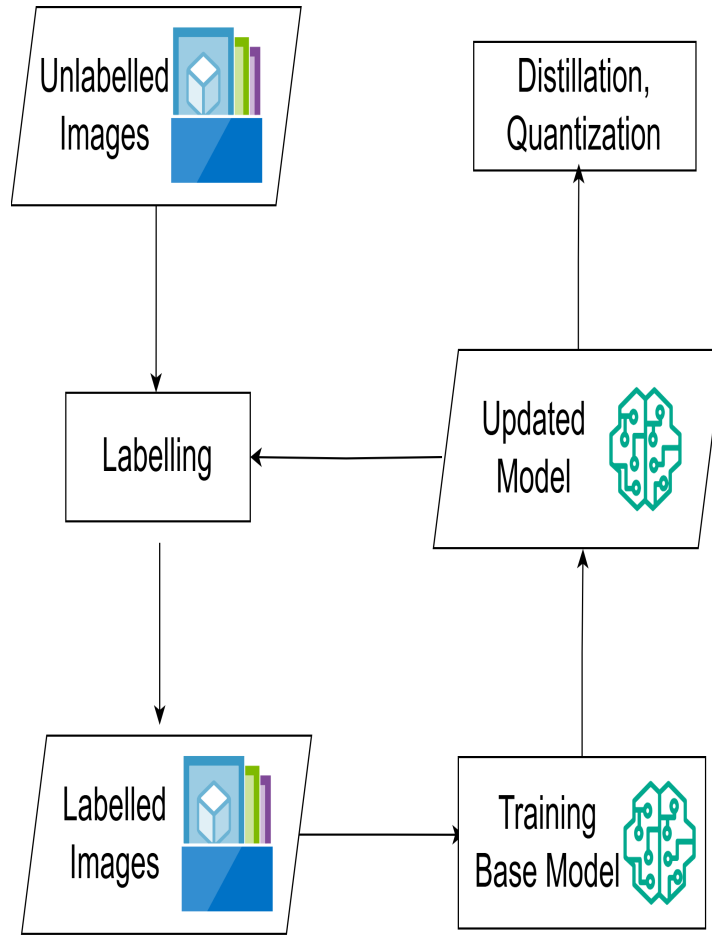 Unlabelled
Images
Distillation,
Quantization
Labelling
Updated
Model
Labelled
Images
Training
Base Model